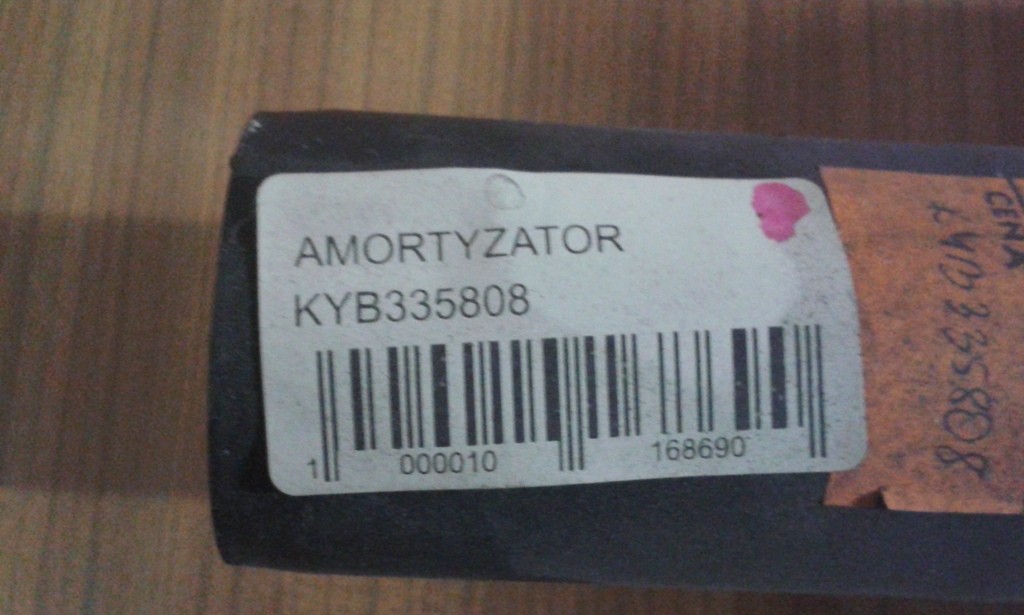 AMORTYZATOR
KYB335808
1 000010 168690
CENA
KYB 335808